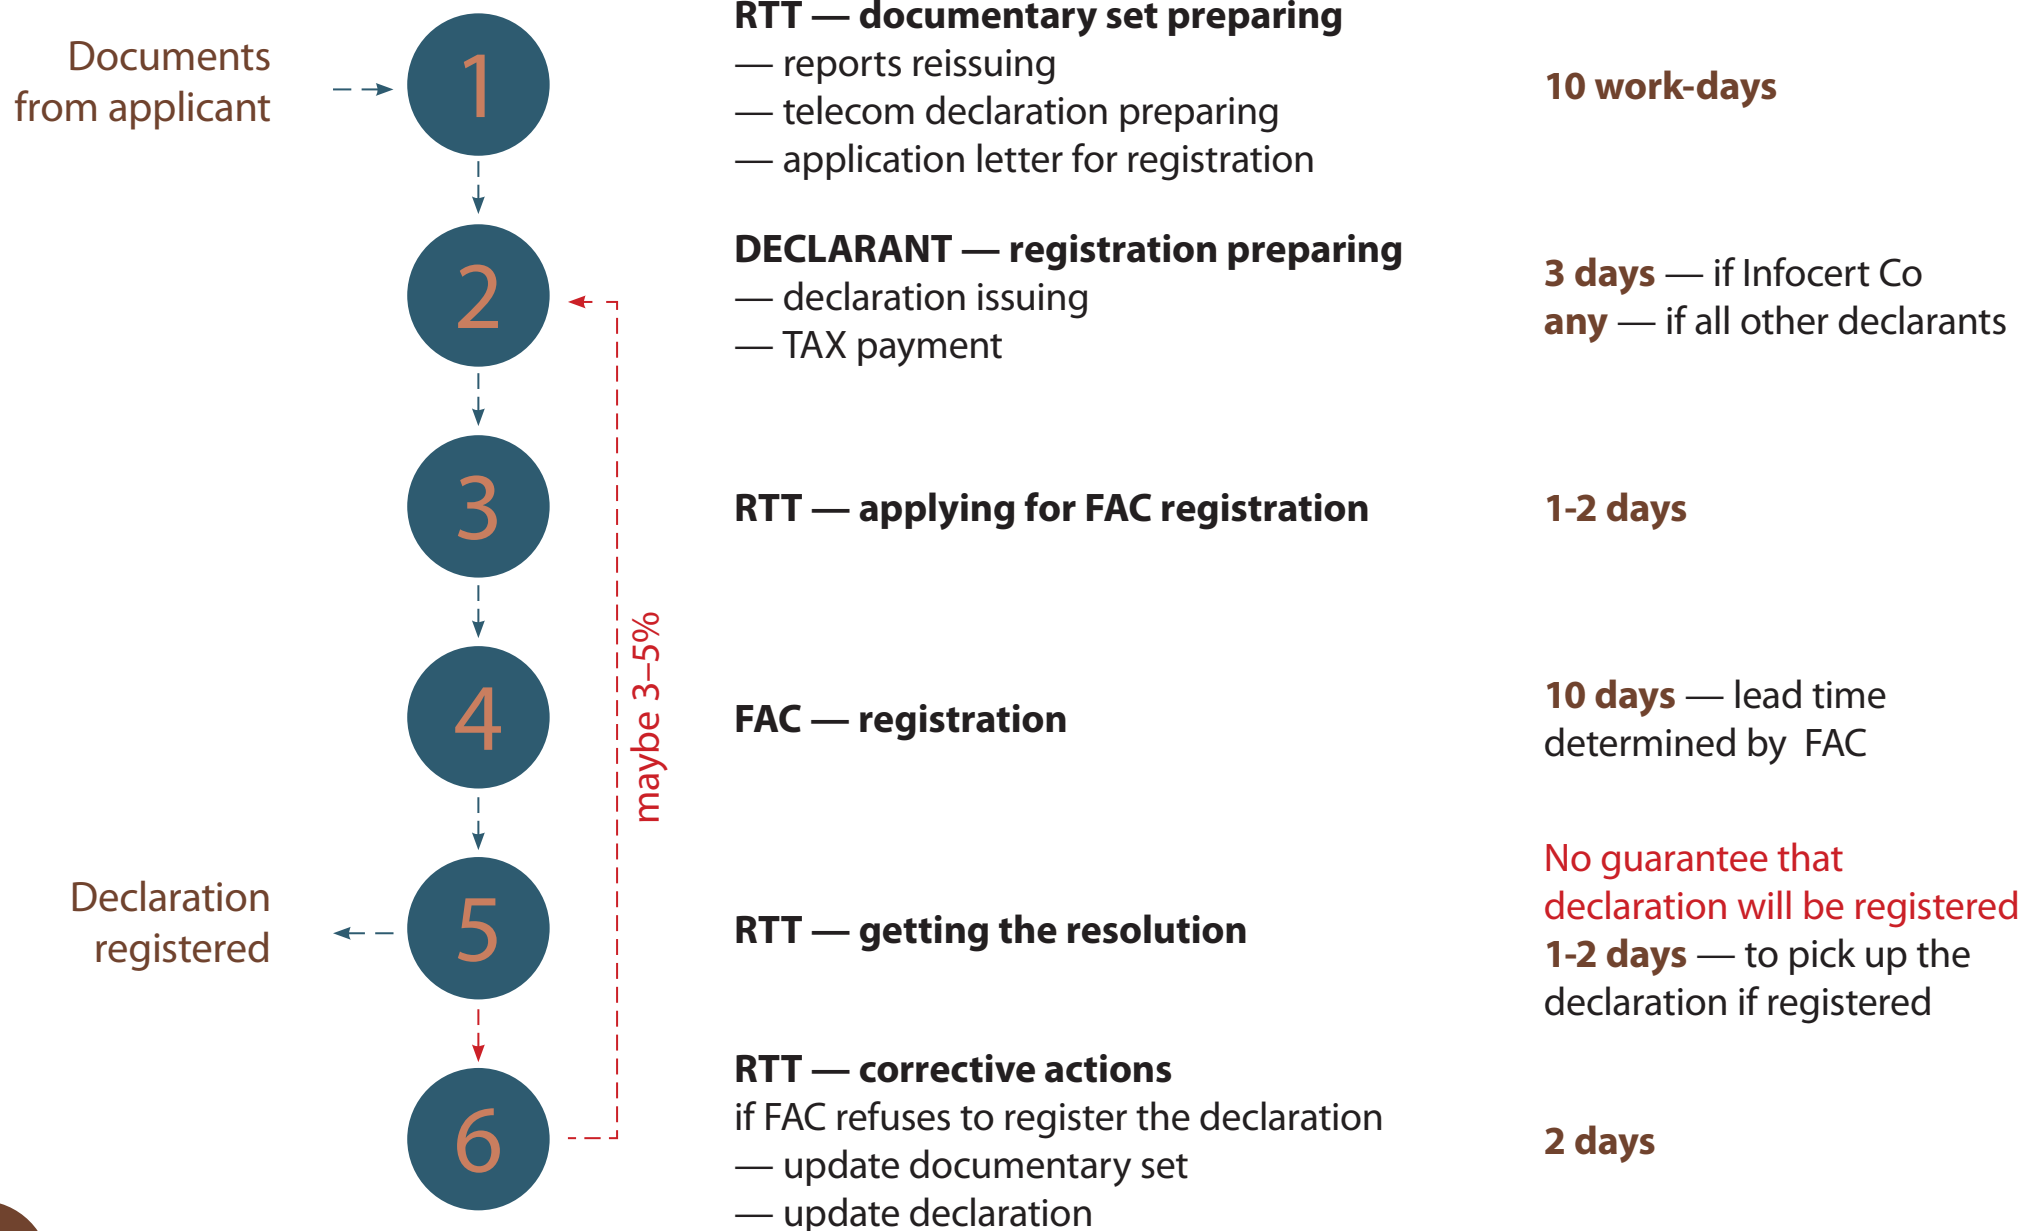 Documents
from applicant
1
RTT — documentary set preparing
— reports reissuing
— telecom declaration preparing
— application letter for registration
10 work-days
2
DECLARANT — registration preparing
— declaration issuing
— TAX payment
3 days — if Infocert Co
any — if all other declarants
3
RTT — applying for FAC registration
1-2 days
maybe 3–5%
4
FAC — registration
10 days — lead time
determined by FAC
Declaration
registered
5
RTT — getting the resolution
No guarantee that
declaration will be registered
1-2 days — to pick up the
declaration if registered
6
RTT — corrective actions
if FAC refuses to register the declaration
— update documentary set
— update declaration
2 days